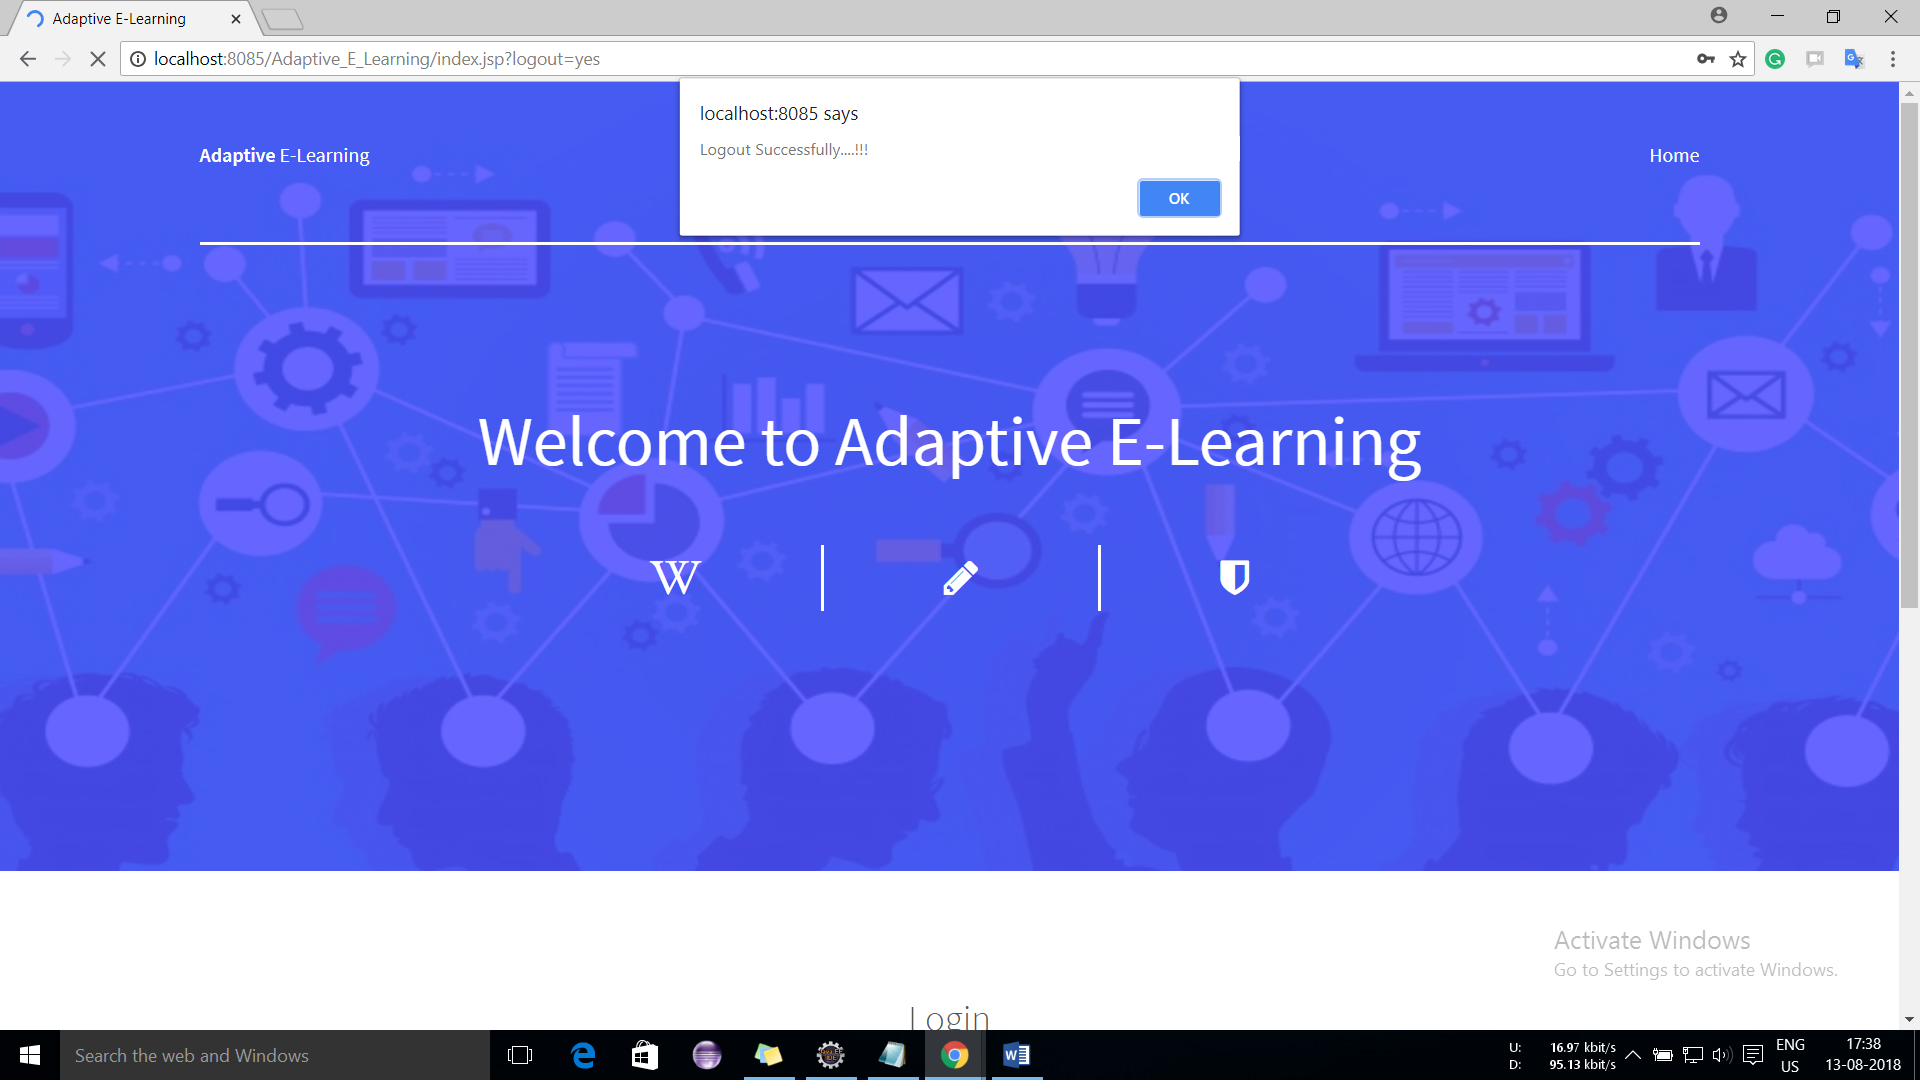 Adaptive E-Learning
localhost:8085/Adaptive_E_Learning/index.jsp?logout=yes
localhost:8085 says
Logout Successfully....!!!
OK
Adaptive E-Learning
Home
Welcome to Adaptive E-Learning
W
Activate Windows
Go to Settings to activate Windows.
Login
Search the web and Windows
U: 16.97 kbit/s
D: 95.13 kbit/s
ENG
US
17:38
13-08-2018